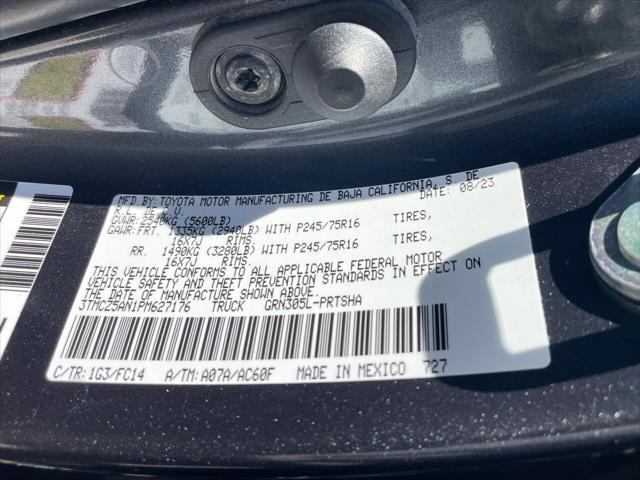 MFD.BY:TOYOTA MOTOR MANUFACTURING DE BAJA CALIFORNIA, S. DE
R.L. DE C.V DATE: 08/23
GVWR:2540KG (5600LB)
GAWR:FRT. 1335KG (2940LB) WITH P245/75R16 TIRES,
16X7J RIMS.
RR. 1490KG (3280LB) WITH P245/75R16 TIRES,
16X7J RIMS.
THIS VEHICLE CONFORMS TO ALL APPLICABLE FEDERAL MOTOR
VEHICLE SAFETY AND THEFT PREVENTION STANDARDS IN EFFECT ON
THE DATE OF MANUFACTURE SHOWN ABOVE.
3TMCZ5AN1PM627176 TRUCK GRN305L-PRTSHA
C/TR:1G3/FC14 A/TM:A07A/AC60F MADE IN MEXICO 727